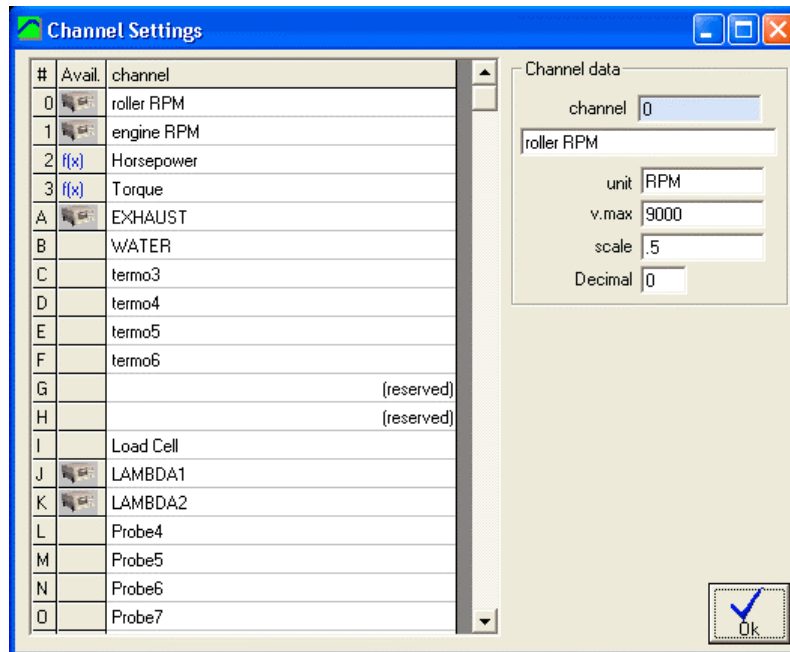 Channel Settings
# Avail. channel
0 roller RPM
1 engine RPM
2 f(x) Horsepower
3 f(x) Torque
A EXHAUST
B WATER
C termo3
D termo4
E termo5
F termo6
G (reserved)
H (reserved)
I Load Cell
J LAMBDA1
K LAMBDA2
L Probe4
M Probe5
N Probe6
O Probe7
Channel data
channel 0
roller RPM
unit RPM
v.max 9000
scale .5
Decimal 0
Ok